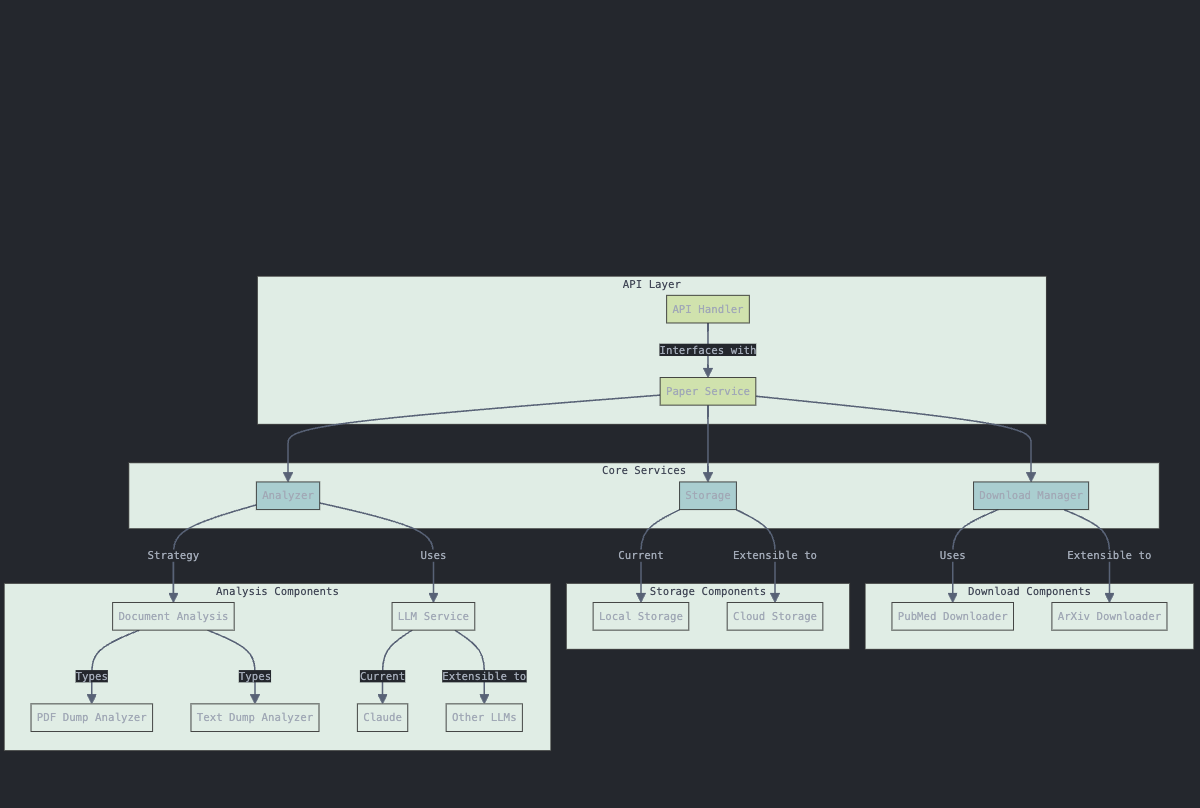 API Layer
API Handler
Interfaces with
Paper Service
Core Services
Analyzer
Storage
Download Manager
Strategy
Uses
Current
Extensible to
Uses
Extensible to
Analysis Components
Document Analysis
LLM Service
Types
Types
Current
Extensible to
PDF Dump Analyzer
Text Dump Analyzer
Claude
Other LLMs
Storage Components
Local Storage
Cloud Storage
Download Components
PubMed Downloader
ArXiv Downloader